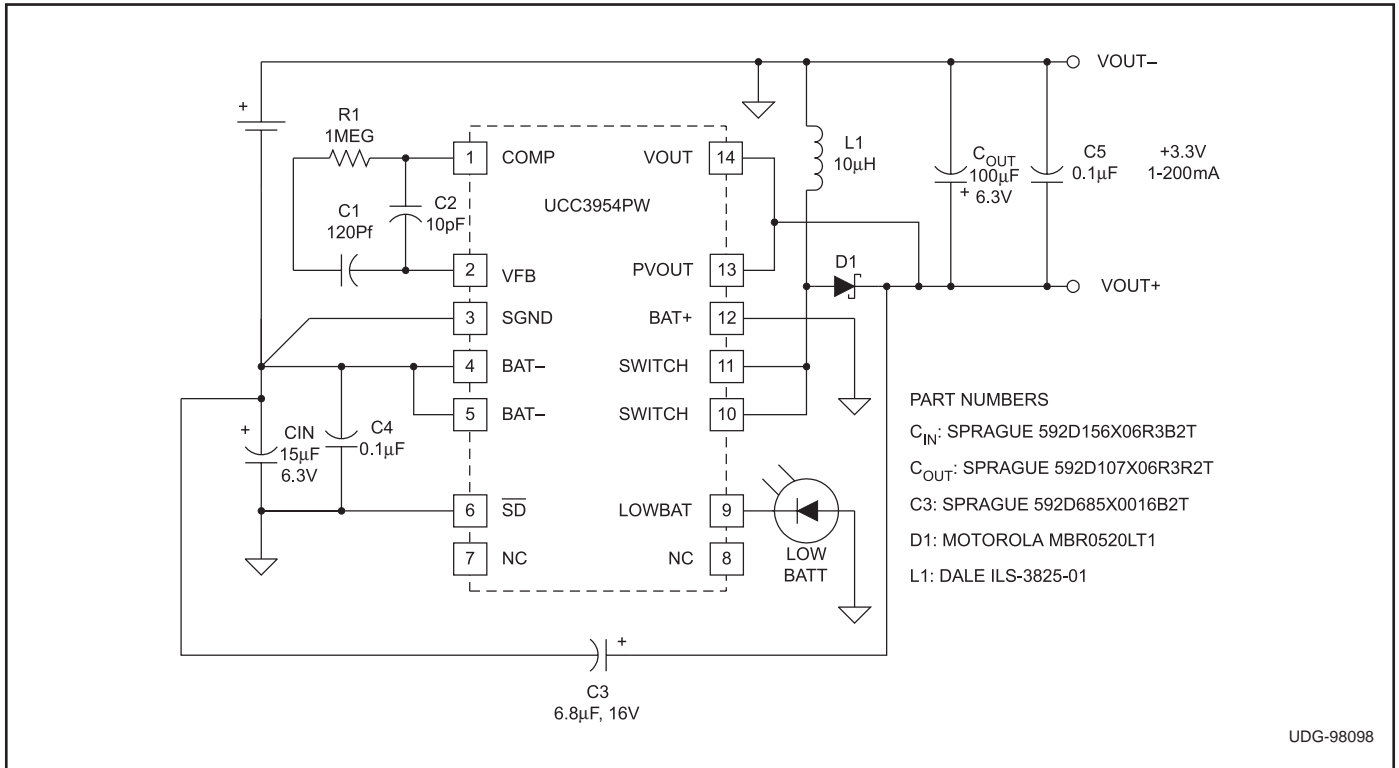 VOUT–
+
R1
1MEG
1
COMP
VOUT
14
L1
10µH
COUT
100µF
+
6.3V
C5
0.1µF
+3.3V
1-200mA
UCC3954PW
C1
120Pf
C2
10pF
2
VFB
PVOUT
13
D1
VOUT+
3
SGND
BAT+
12
4
BAT–
SWITCH
11
5
BAT–
SWITCH
10
+
CIN
15µF
6.3V
C4
0.1µF
6
SD
LOWBAT
9
LOW
BATT
7
NC
NC
8
PART NUMBERS
CIN: SPRAGUE 592D156X06R3B2T
COUT: SPRAGUE 592D107X06R3R2T
C3: SPRAGUE 592D685X0016B2T
D1: MOTOROLA MBR0520LT1
L1: DALE ILS-3825-01
+
C3
6.8µF, 16V
UDG-98098